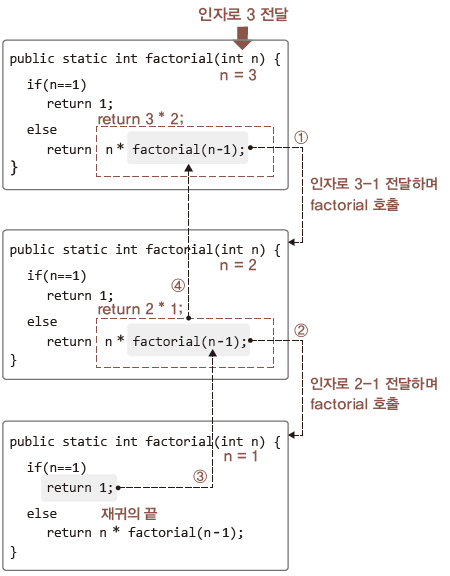 인자로 3 전달
public static int factorial(int n) {
n = 3
if(n==1)
return 1;
return 3 * 2;
else
return n * factorial(n-1);
}
①
인자로 3-1 전달하며
factorial 호출
public static int factorial(int n) {
n = 2
if(n==1)
④
return 1;
return 2 * 1;
else
②
return n * factorial(n-1);
}
인자로 2-1 전달하며
factorial 호출
public static int factorial(int n) {
n = 1
if(n==1)
③
return 1;
else 재귀의 끝
return n * factorial(n-1);
}